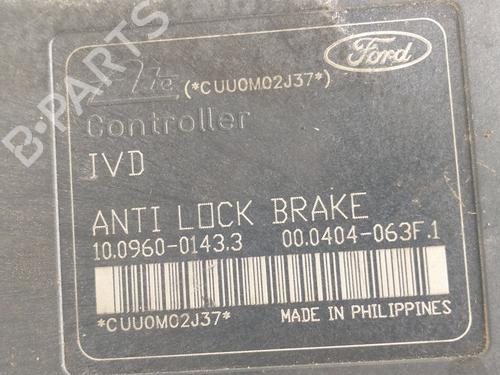 B-PARTS
Ate (*CUU0M02J37*) Ford
Controller
IVD
ANTI LOCK BRAKE
10.0960-0143.3 00.0404-063F.1
*CUU0M02J37* MADE IN PHILIPPINES